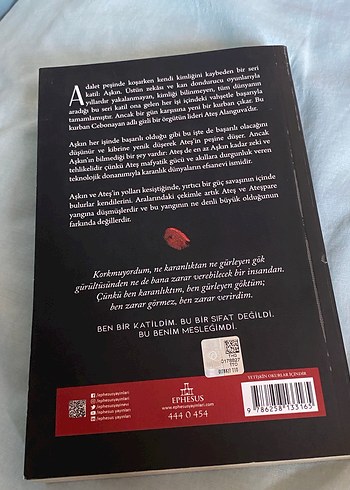 Adalet peşinde koşarken kendi kimliğini kaybeden bir seri
katil: Aşkın. Üstün zekâsı ve kan dondurucu oyunlarıyla
yıllardır yakalanmayan, kimliği bilinmeyen, tüm dünyanın
aradığı bu seri katil ona gelen her işi içindeki vahşetle başarıyla
tamamlamıştır. Ancak bir gün karşısına yeni bir kurban çıkar. Bu
kurban Cebonayan adlı gizli bir örgütün lideri Ateş Alanguva'dır.
Aşkın her işinde başarılı olduğu gibi bu işte de başarılı olacağını
düşünür ve kibirine yenik düşerek Ateş'in peşine düşer. Ancak
Aşkın'ın bilmediği bir şey vardır: Ateş de en az Aşkın kadar zeki ve
tehlikelidir çünkü Ateş mafyatik gücü ve akıllara durgunluk veren
teknolojik donanımıyla karanlık dünyaların efsanevi ismidir.
Aşkın ve Ateş'in yolları kesiştiğinde, yırtıcı bir güç savaşının içinde
bulurlar kendilerini. Aralarındaki çekimle artık Ateş ve Ateşpare
yangına düşmüşlerdir ve bu yangının ne denli büyük olduğunun
farkında değillerdir.
Korkmuyordum, ne karanlıktan ne gürleyen gök
gürültüsünden ne de bana zarar verebilecek bir insandan.
Çünkü ben karanlıktım, ben gürleyen göktüm;
ben zarar görmez, ben zarar verirdim.
BEN BİR KATİLDİM. BU BİR SIFAT DEĞİLDİ.
BU BENİM MESLEĞİMDİ.
YETİŞKİN OKURLAR İÇİNDİR
/ephesusyayinlari
/ephesusyayinlari
/ephesusyayinevi
/ephesusyayinlari
EPHESUS
www.ephesusyayinlari.com
444 0 454
9 786258 133165